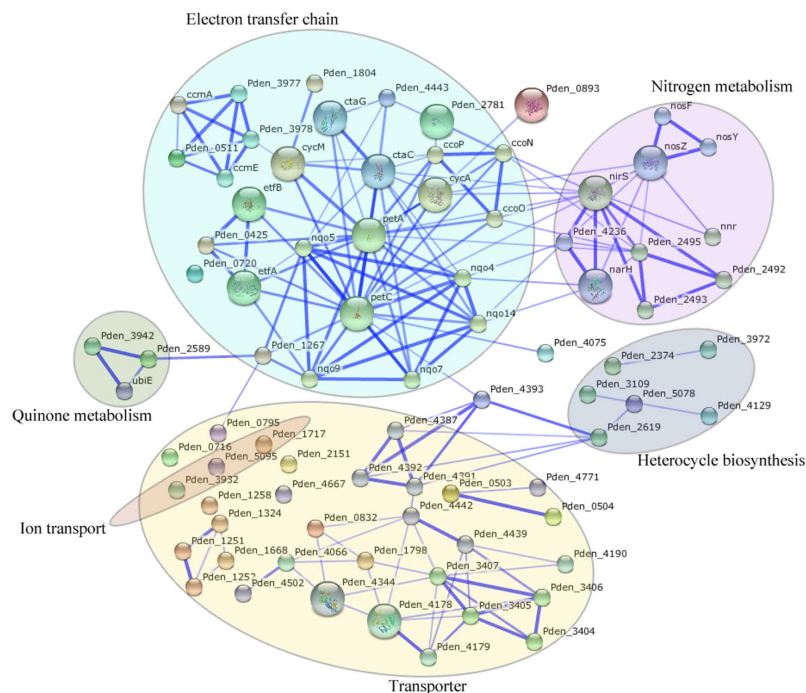 Electron transfer chain
Pden_1804
ccmA
Pden_3977
Pden_4443
Pden_0893
ctaG
Pden_2781
Nitrogen metabolism
nosF
nosY
Pden_0511
Pden_3978
ccoP
ccoN
nosZ
ccmE
cycM
ctaC
nirS
etfB
cycA
ccoO
petA
nnr
Pden_0425
nqo5
Pden_4236
Pden_2495
Pden_0720
etfA
nqo4
narH
Pden_2492
petC
Pden_2493
nqo14
Pden_3942
Pden_2589
Pden_1267
Pden_4075
Pden_3972
Pden_2374
ubiE
nqo9
nqo7
Quinone metabolism
Pden_4393
Pden_3109
Pden_5078
Pden_4129
Pden_0795
Pden_4387
Pden_2619
Pden_1717
Heterocycle biosynthesis
Pden_0716
Pden_5095
Pden_2151
Pden_4392
Pden_4391
Pden_3932
Pden_4667
Pden_0503
Pden_4771
Pden_1258
Pden_4442
Pden_0504
Ion transport
Pden_1324
Pden_0832
Pden_4439
Pden_1251
Pden_1668
Pden_4066
Pden_1798
Pden_4190
Pden_3407
Pden_1252
Pden_4502
Pden_4344
Pden_3406
Pden_4178
Pden_3405
Pden_3404
Pden_4179
Transporter